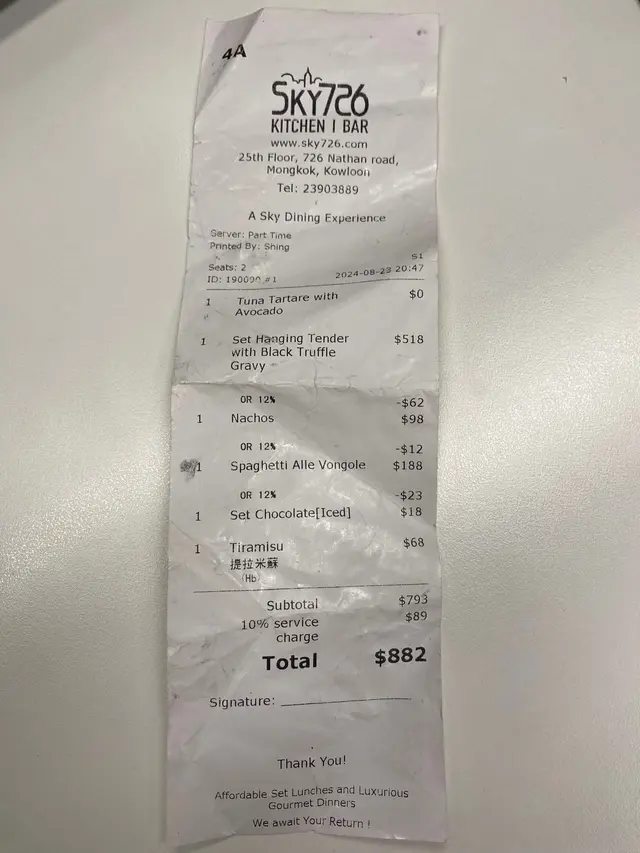 4A
SKY726
KITCHEN | BAR
www.sky726.com
25th Floor, 726 Nathan road,
Mongkok, Kowloon
Tel: 23903889
A Sky Dining Experience
Server: Part Time
Printed By: Shing
S1
Seats: 2 2024-08-23 20:47
ID: #1
1 Tuna Tartare with $0
Avocado
1 Set Hanging Tender $518
with Black Truffle
Gravy
OR 12% -$62
1 Nachos $98
OR 12% -$12
1 Spaghetti Alle Vongole $188
OR 12% -$23
1 Set Chocolate[Iced] $18
1 Tiramisu $68
提拉米蘇
(Hb)
Subtotal $793
10% service $89
charge
Total $882
Signature:
Thank You!
Affordable Set Lunches and Luxurious
Gourmet Dinners
We await Your Return !